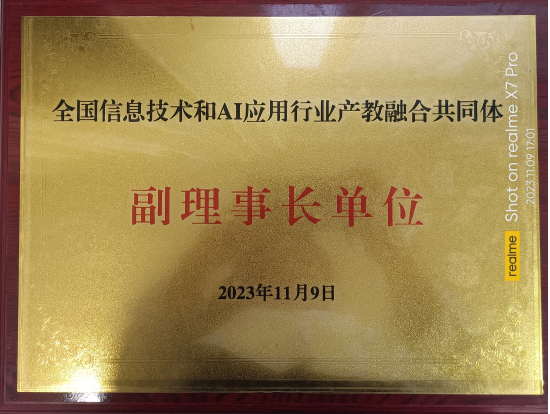 全国信息技术和AI应用行业产教融合共同体
副理事长单位
2023年11月9日
realme Shot on realme X7 Pro
2023.11.09 17:01